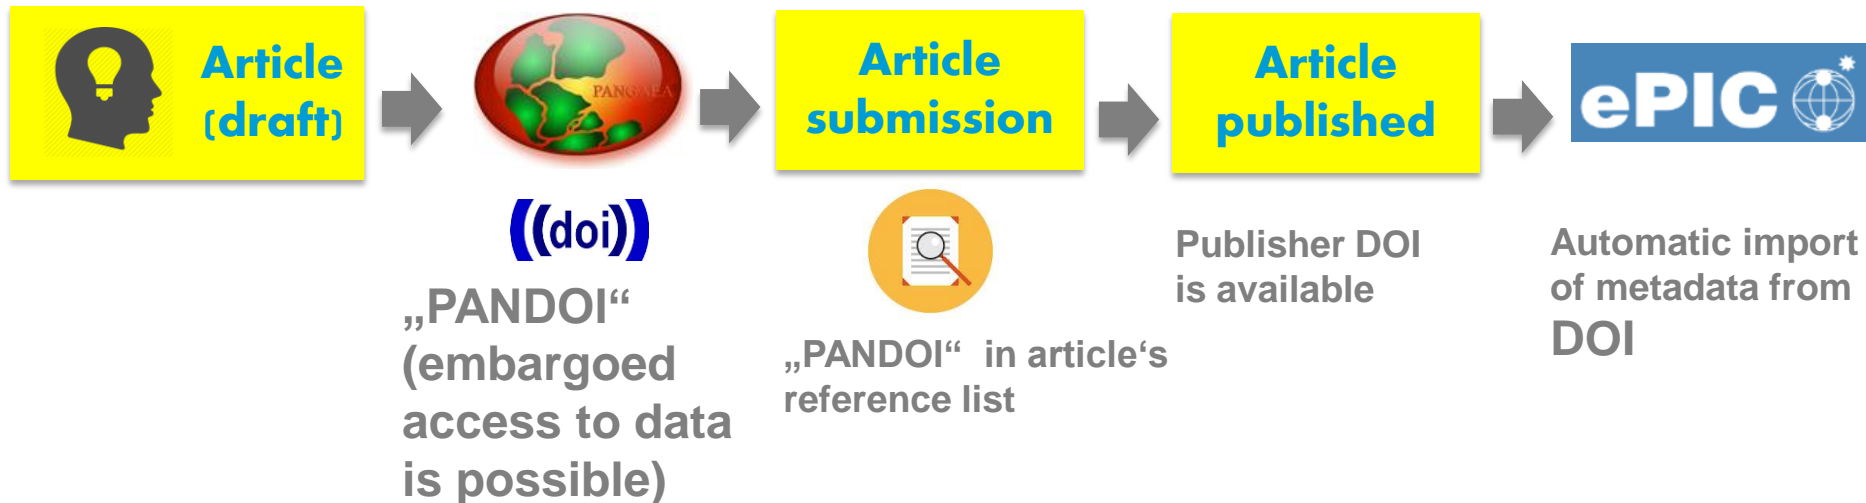 Article
(draft)
PANGAEA
((doi))
„PANDOI“
(embargoed
access to data
is possible)
Article
submission
„PANDOI“ in article‘s
reference list
Article
published
Publisher DOI
is available
ePIC
Automatic import
of metadata from
DOI